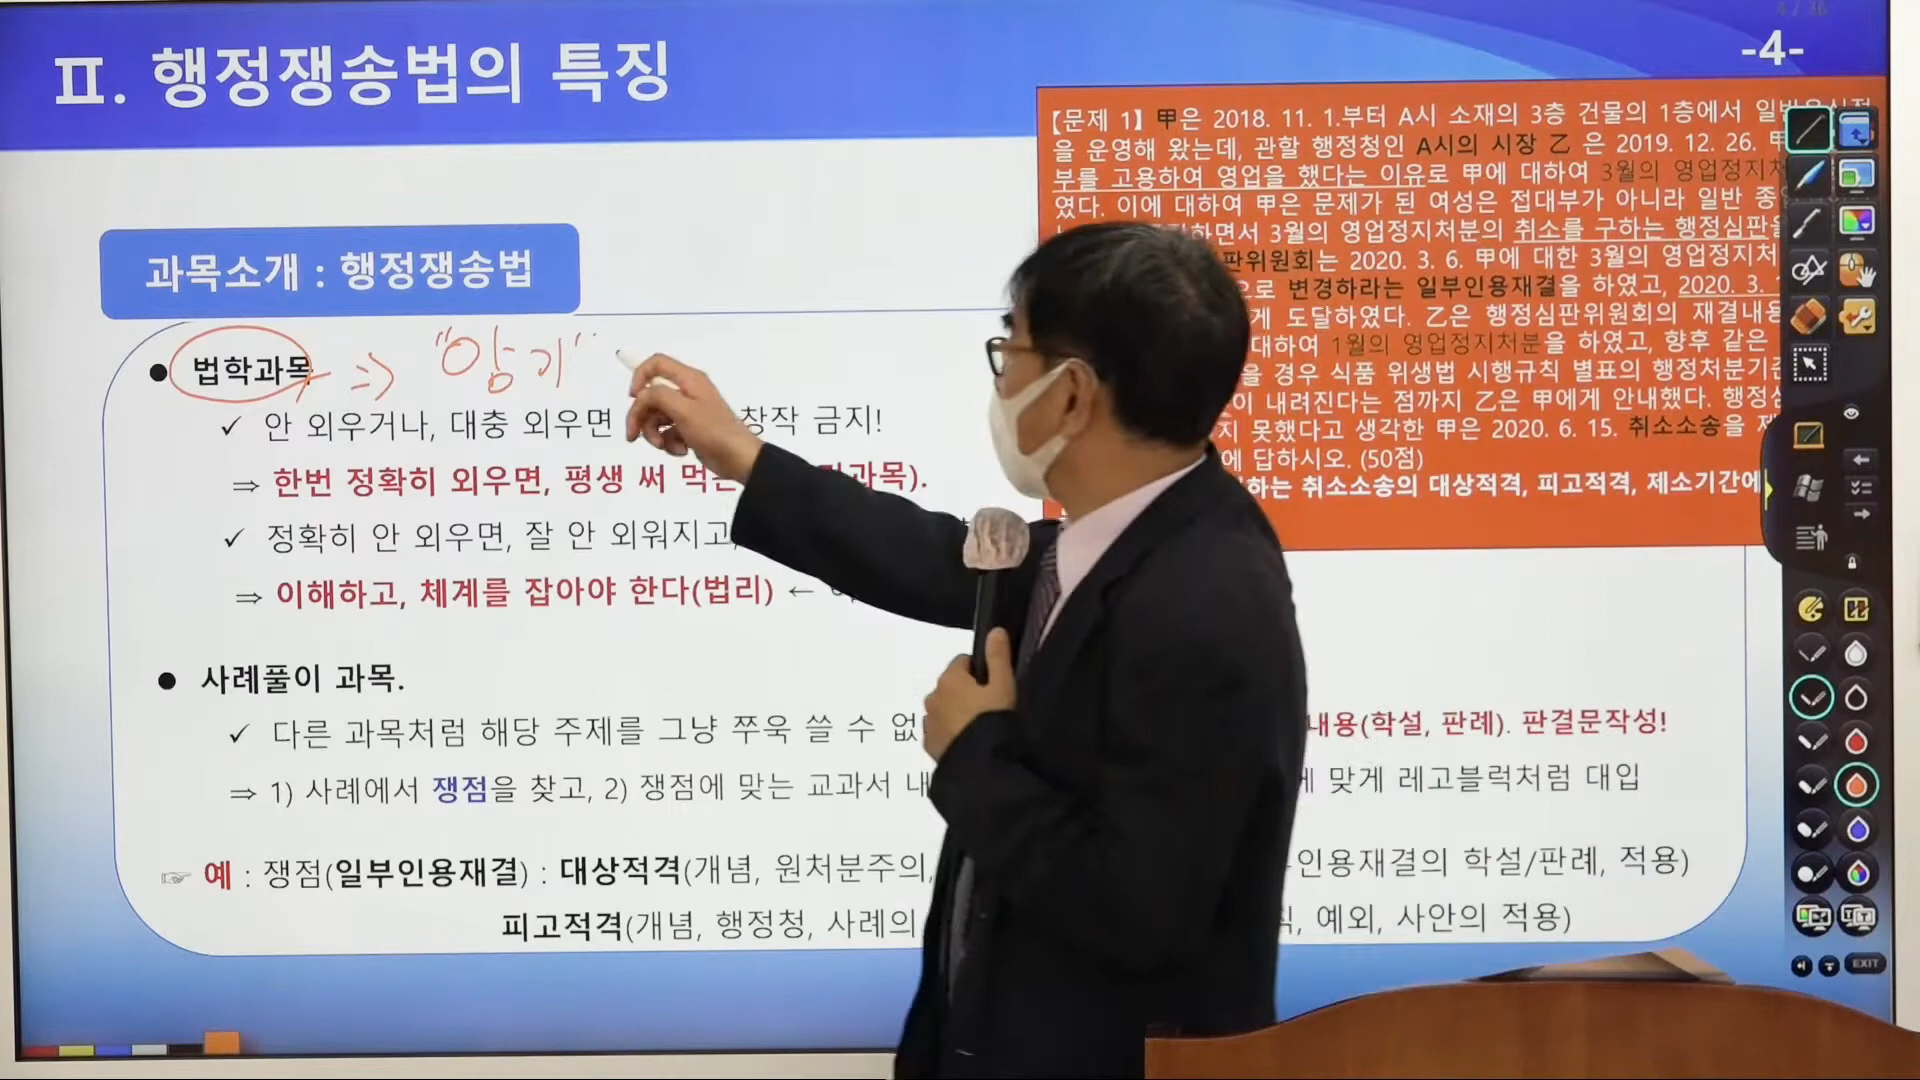 Ⅱ. 행정쟁송법의 특징
-4-
과목소개 : 행정쟁송법
● 법학과목 => "암기"
✓ 안 외우거나, 대충 외우면 창작 금지!
⇒ 한번 정확히 외우면, 평생 써 먹는 과목).
✓ 정확히 안 외우면, 잘 안 외워지고,
⇒ 이해하고, 체계를 잡아야 한다(법리) ←
● 사례풀이 과목.
✓ 다른 과목처럼 해당 주제를 그냥 쭈욱 쓸 수 내용(학설, 판례). 판결문작성!
⇒ 1) 사례에서 쟁점을 찾고, 2) 쟁점에 맞는 교과서 맞게 레고블럭처럼 대입
☞ 예 : 쟁점(일부인용재결) : 대상적격(개념, 원처분주의, 인용재결의 학설/판례, 적용)
피고적격(개념, 행정청, 사례의 예외, 사안의 적용)
【문제 1】 甲은 2018. 11. 1.부터 A시 소재의 3층 건물의 1층에서
을 운영해 왔는데, 관할 행정청인 A시의 시장 乙 은 2019. 12. 26.
부를 고용하여 영업을 했다는 이유로 甲에 대하여 3월의 영업정지처
였다. 이에 대하여 甲은 문제가 된 여성은 접대부가 아니라 일반
하면서 3월의 영업정지처분의 취소를 구하는 행정심판을
판위원회는 2020. 3. 6. 甲에 대한 3월의 영업정지처
으로 변경하라는 일부인용재결을 하였고, 2020. 3.
게 도달하였다. 乙은 행정심판위원회의 재결내용
대하여 1월의 영업정지처분을 하였고, 향후 같은
을 경우 식품 위생법 시행규칙 별표의 행정처분기준
이 내려진다는 점까지 乙은 甲에게 안내했다. 행정
지 못했다고 생각한 甲은 2020. 6. 15. 취소소송을 제
에 답하시오. (50점)
하는 취소소송의 대상적격, 피고적격, 제소기간에
EXIT